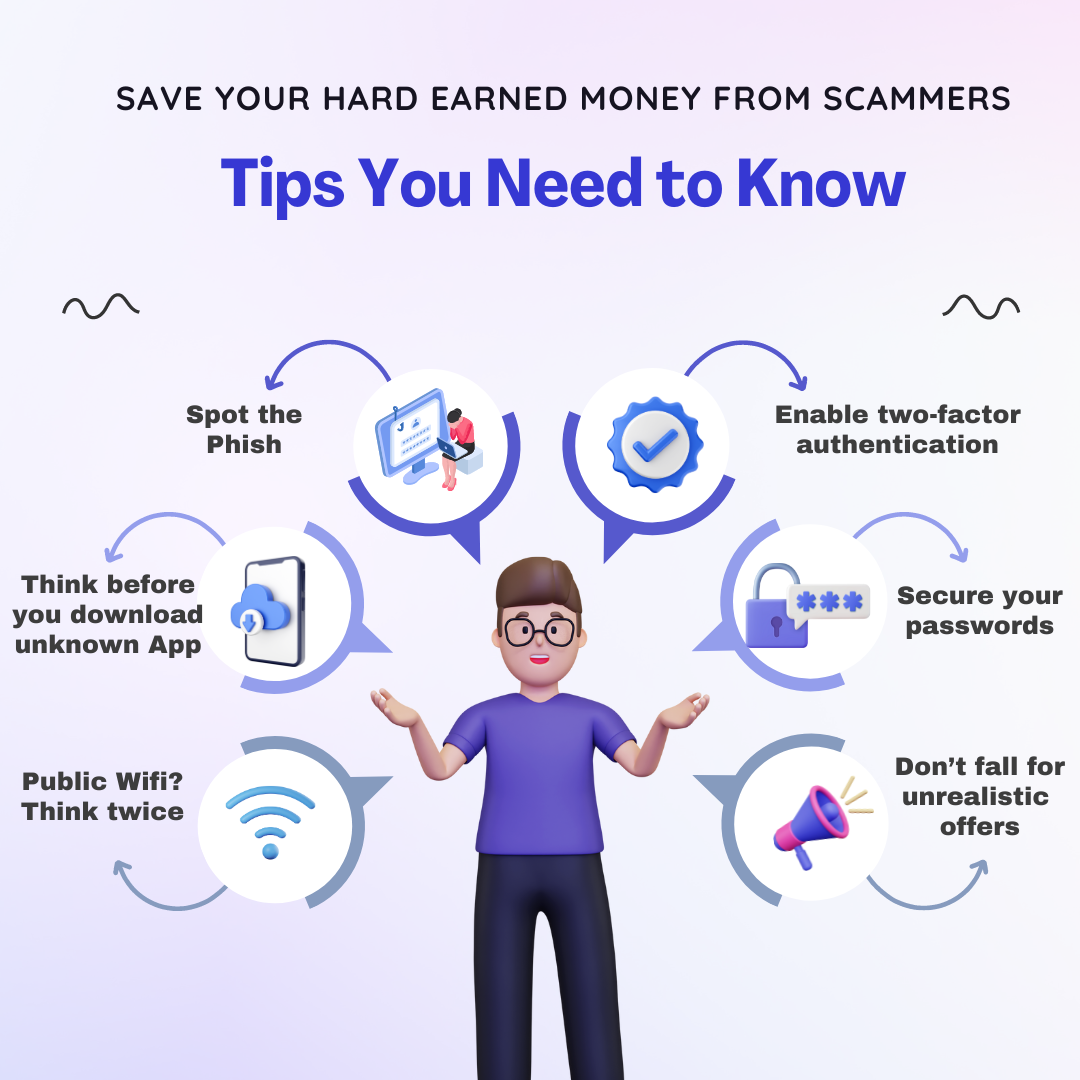 SAVE YOUR HARD EARNED MONEY FROM SCAMMERS
Tips You Need to Know
Spot the
Phish
Enable two-factor
authentication
Think before
you download
unknown App
Secure your
passwords
Public Wifi?
Think twice
Don’t fall for
unrealistic
offers